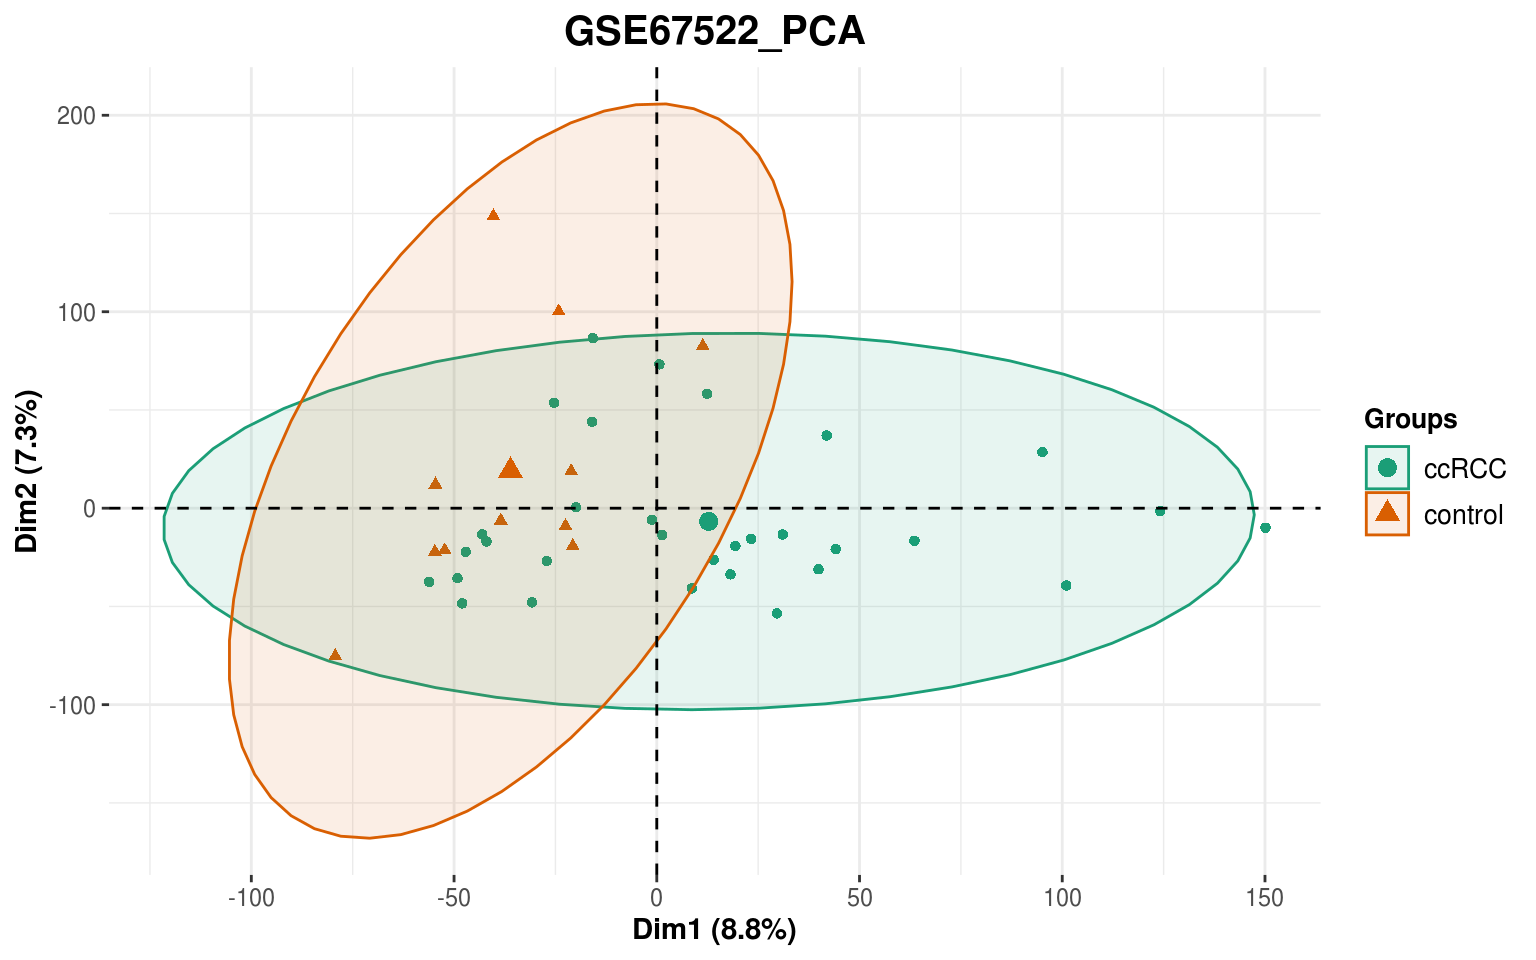 GSE67522_PCA
200
100
0
-100
Dim2 (7.3%)
-100 -50 0 50 100 150
Dim1 (8.8%)
Groups
ccRCC
control